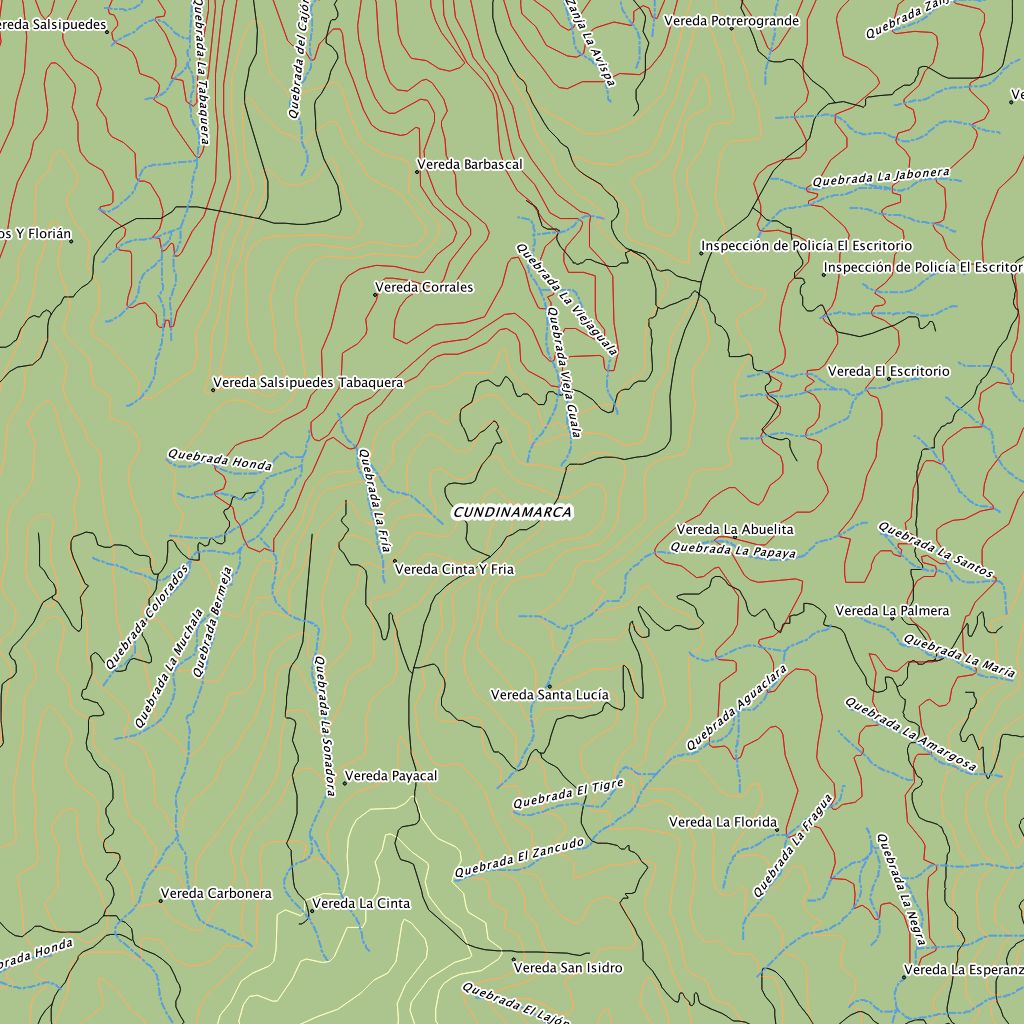 ereda Salsipuedes
Quebrada La Tabaquera
Quebrada del Cajón
Zanja La Avispa
Vereda Potrerogrande
Quebrada Zanj
Ve
Vereda Barbascal
Quebrada La Jabonera
os Y Florián
Inspección de Policía El Escritorio
Inspección de Policía El Escritor
Vereda Corrales
Quebrada La Viejaguala
Quebrada Vieja Guala
Vereda Salsipuedes Tabaquera
Vereda El Escritorio
Quebrada Honda
Quebrada La Fría
CUNDINAMARCA
Vereda La Abuelita
Quebrada La Papaya
Quebrada La Santos
Vereda Cinta Y Fria
Quebrada Colorados
Quebrada La Muchala
Quebrada Bermeja
Vereda La Palmera
Quebrada La María
Quebrada La Sonadora
Vereda Santa Lucía
Quebrada Aguaclara
Quebrada La Amargosa
Vereda Payacal
Quebrada El Tigre
Vereda La Florida
Quebrada La Fragua
Quebrada El Zancudo
Quebrada La Negra
Vereda Carbonera
Vereda La Cinta
brada Honda
Vereda San Isidro
Vereda La Esperanz
Quebrada El Lajón